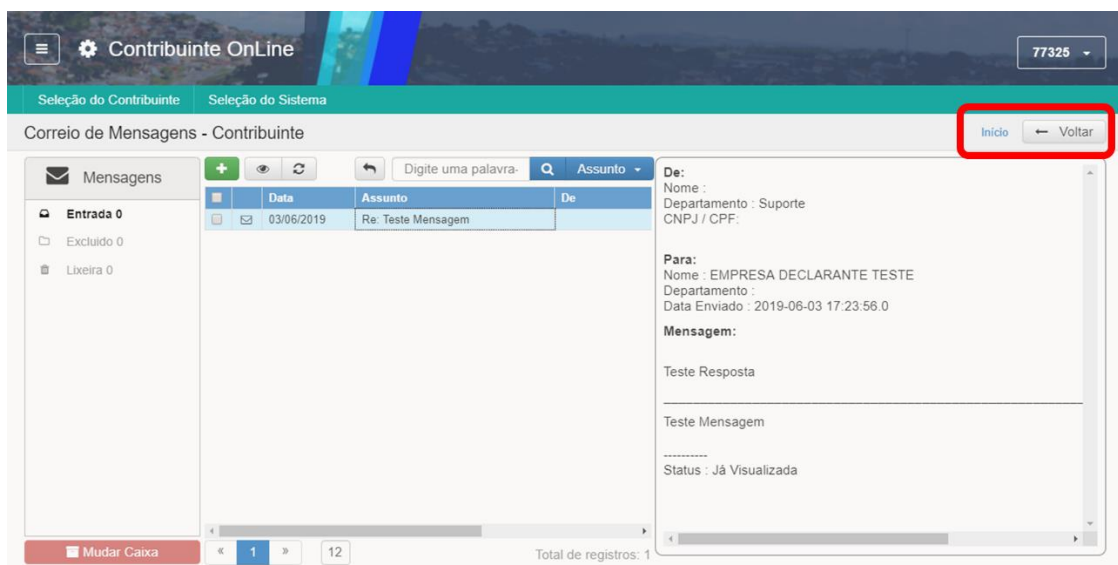 Contribuinte OnLine
77325
Seleção do Contribuinte Seleção do Sistema
Correio de Mensagens - Contribuinte
Início Voltar
Mensagens
Entrada 0
Excluido 0
Lixeira 0
Mudar Caixa
Digite uma palavra- Assunto
Data Assunto De
03/06/2019 Re: Teste Mensagem
« 1 » 12 Total de registros: 1
De:
Nome :
Departamento : Suporte
CNPJ / CPF:
Para:
Nome : EMPRESA DECLARANTE TESTE
Departamento :
Data Enviado : 2019-06-03 17:23:56.0
Mensagem:
Teste Resposta
Teste Mensagem
----------
Status : Já Visualizada